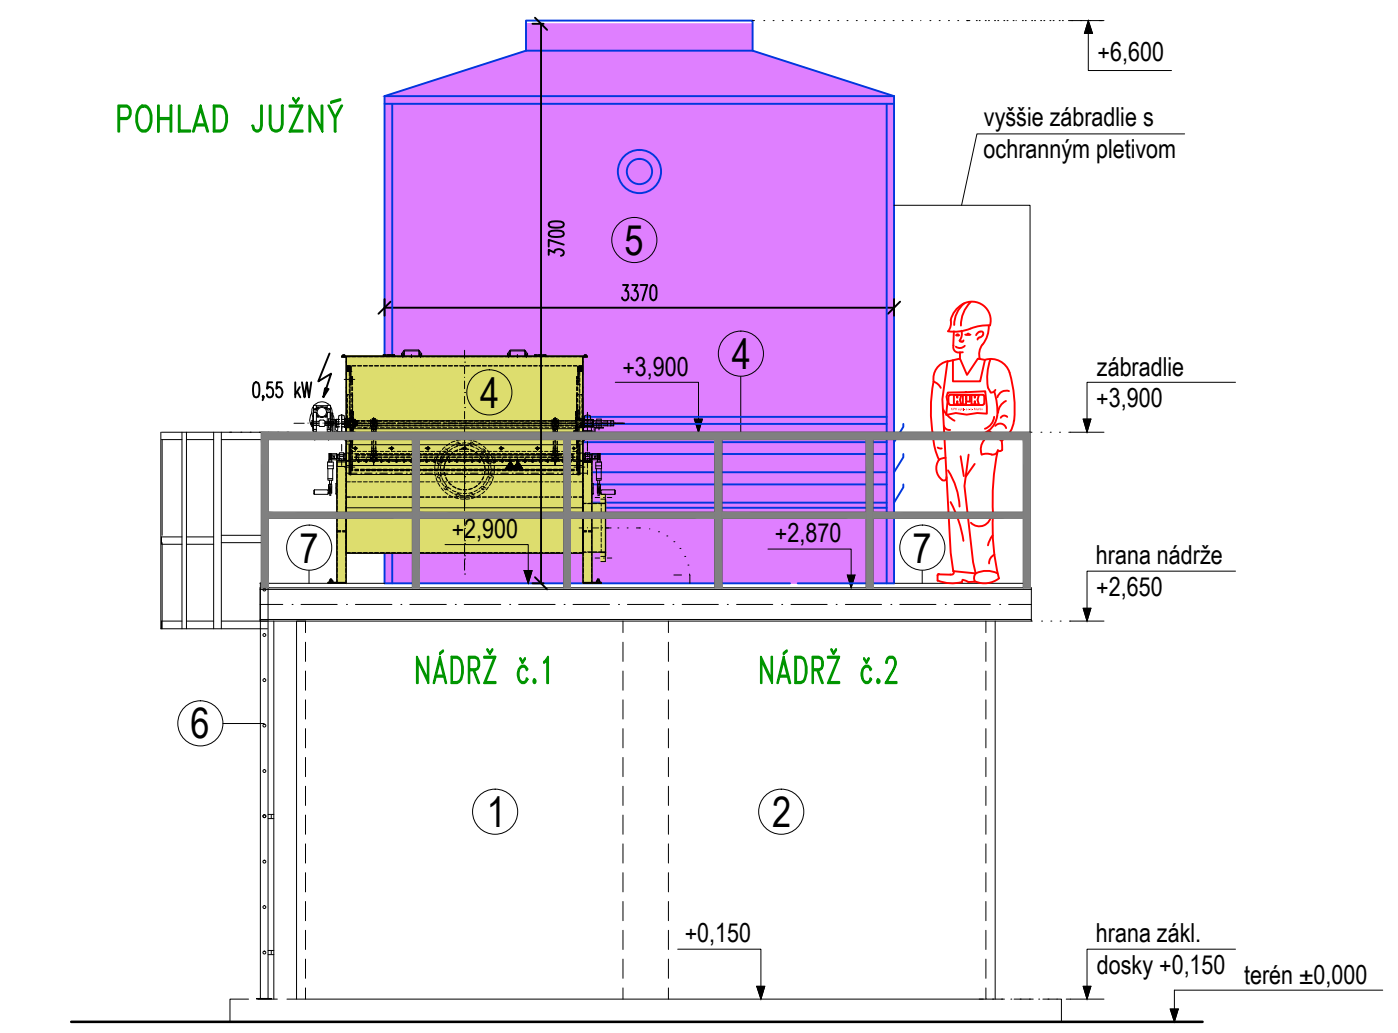 +6,600
POHLAD JUŽNÝ
vyššie zábradlie s
ochranným pletivom
5
3700
3370
4
+3,900
zábradlie
+3,900
0,55 kW
4
7
+2,900
+2,870
7
hrana nádrže
+2,650
NÁDRŽ č.1
NÁDRŽ č.2
6
1
2
+0,150
hrana zákl.
dosky +0,150
terén ±0,000